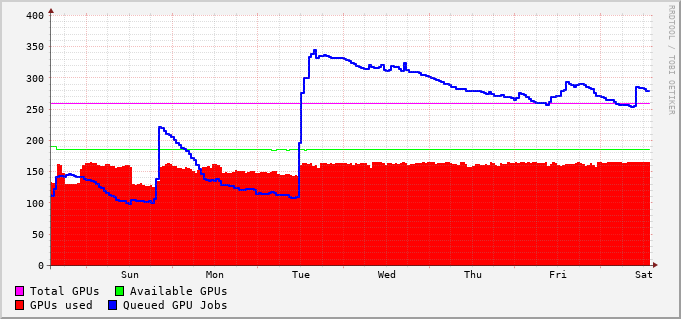 400
350
300
250
200
150
100
50
0
Sun Mon Tue Wed Thu Fri Sat
Total GPUs Available GPUs
GPUs used Queued GPU Jobs
RRDTOOL / TOBI OETIKER